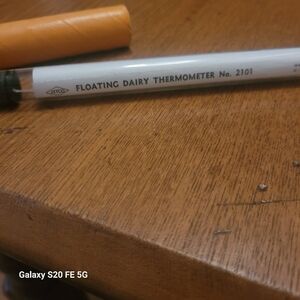 FLOATING DAIRY THERMOMETER No. 2101
Galaxy S20 FE 5G